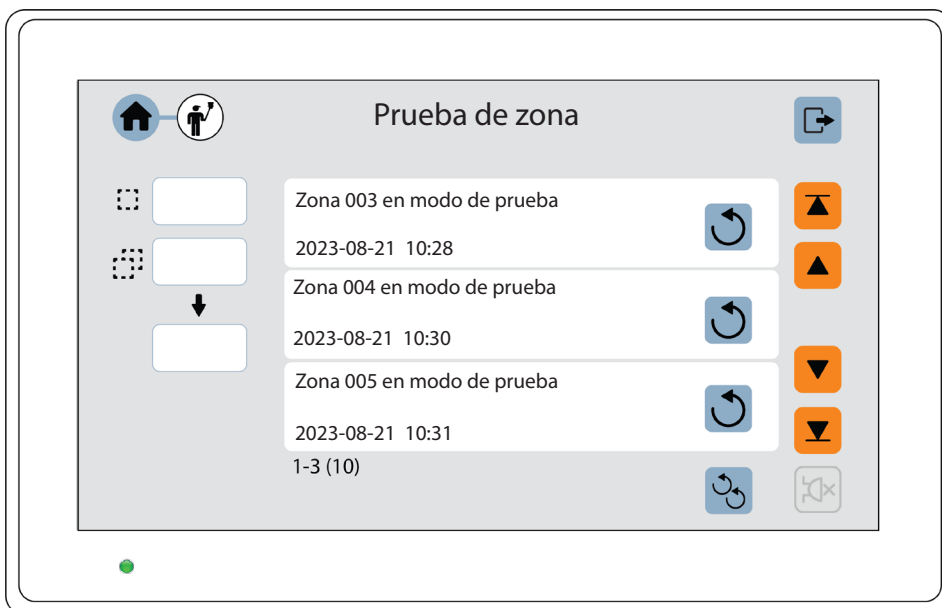 Prueba de zona
Zona 003 en modo de prueba
2023-08-21 10:28
Zona 004 en modo de prueba
2023-08-21 10:30
Zona 005 en modo de prueba
2023-08-21 10:31
1-3 (10)